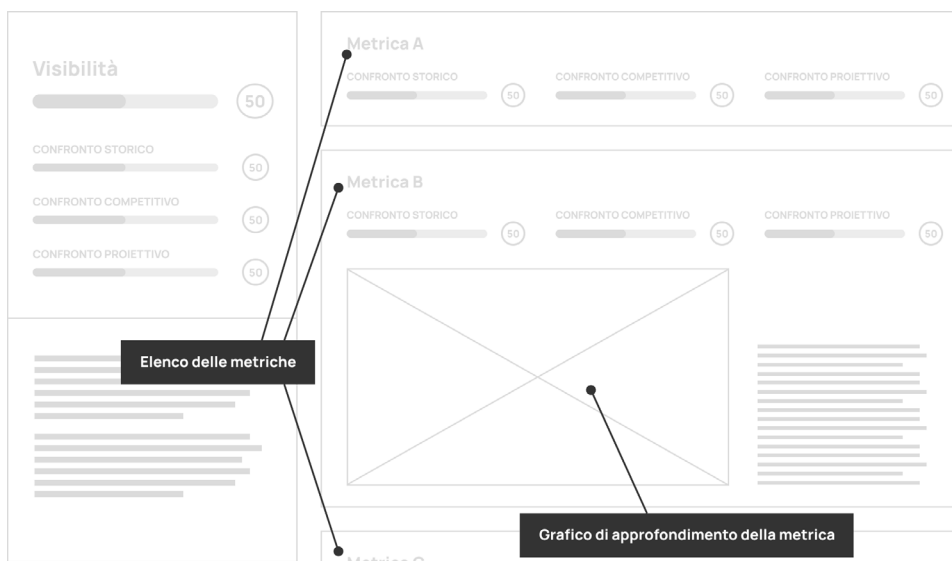 Visibilità
50
CONFRONTO STORICO
50
CONFRONTO COMPETITIVO
50
CONFRONTO PROIETTIVO
50
Metrica A
CONFRONTO STORICO
50
CONFRONTO COMPETITIVO
50
CONFRONTO PROIETTIVO
50
Metrica B
CONFRONTO STORICO
50
CONFRONTO COMPETITIVO
50
CONFRONTO PROIETTIVO
50
Elenco delle metriche
Grafico di approfondimento della metrica
Metrica